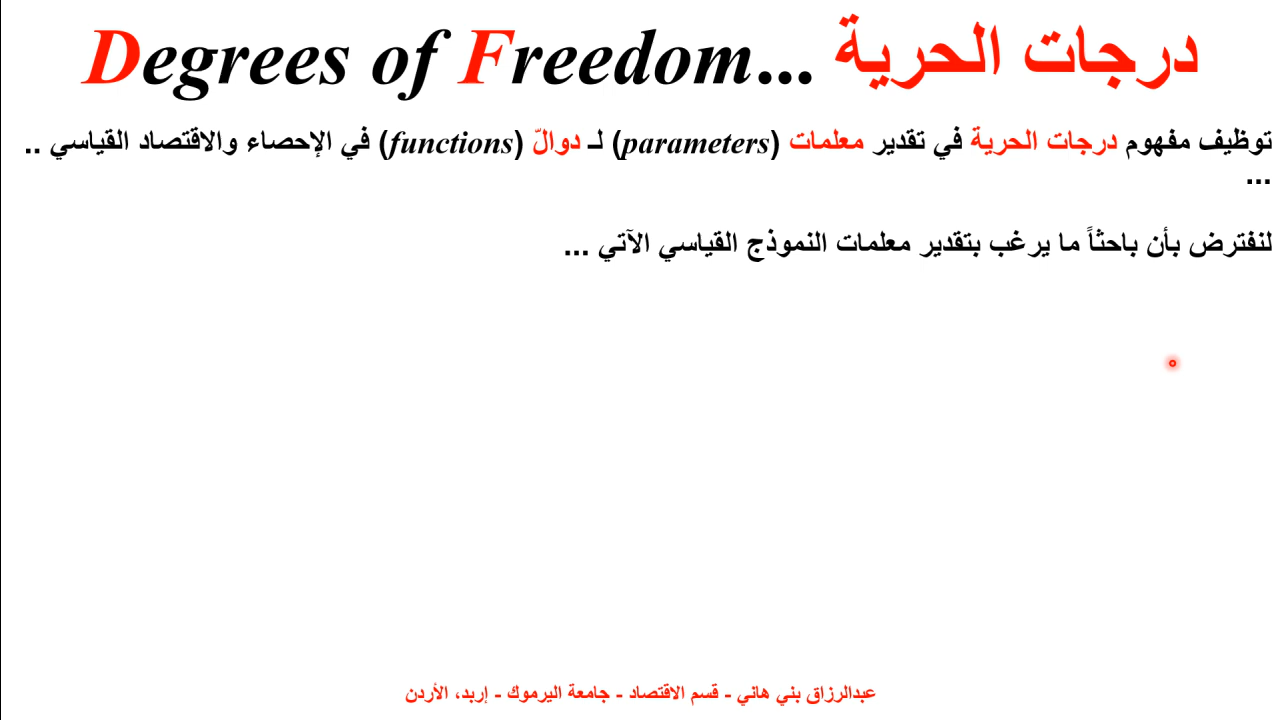 درجات الحرية ...Degrees of Freedom
توظيف مفهوم درجات الحرية في تقدير معلمات (parameters) لـ دوالّ (functions) في الإحصاء والاقتصاد القياسي ..
...
لنفترض بأن باحثاً ما يرغب بتقدير معلمات النموذج القياسي الآتي ...
عبدالرزاق بني هاني - قسم الاقتصاد - جامعة اليرموك - إربد، الأردن